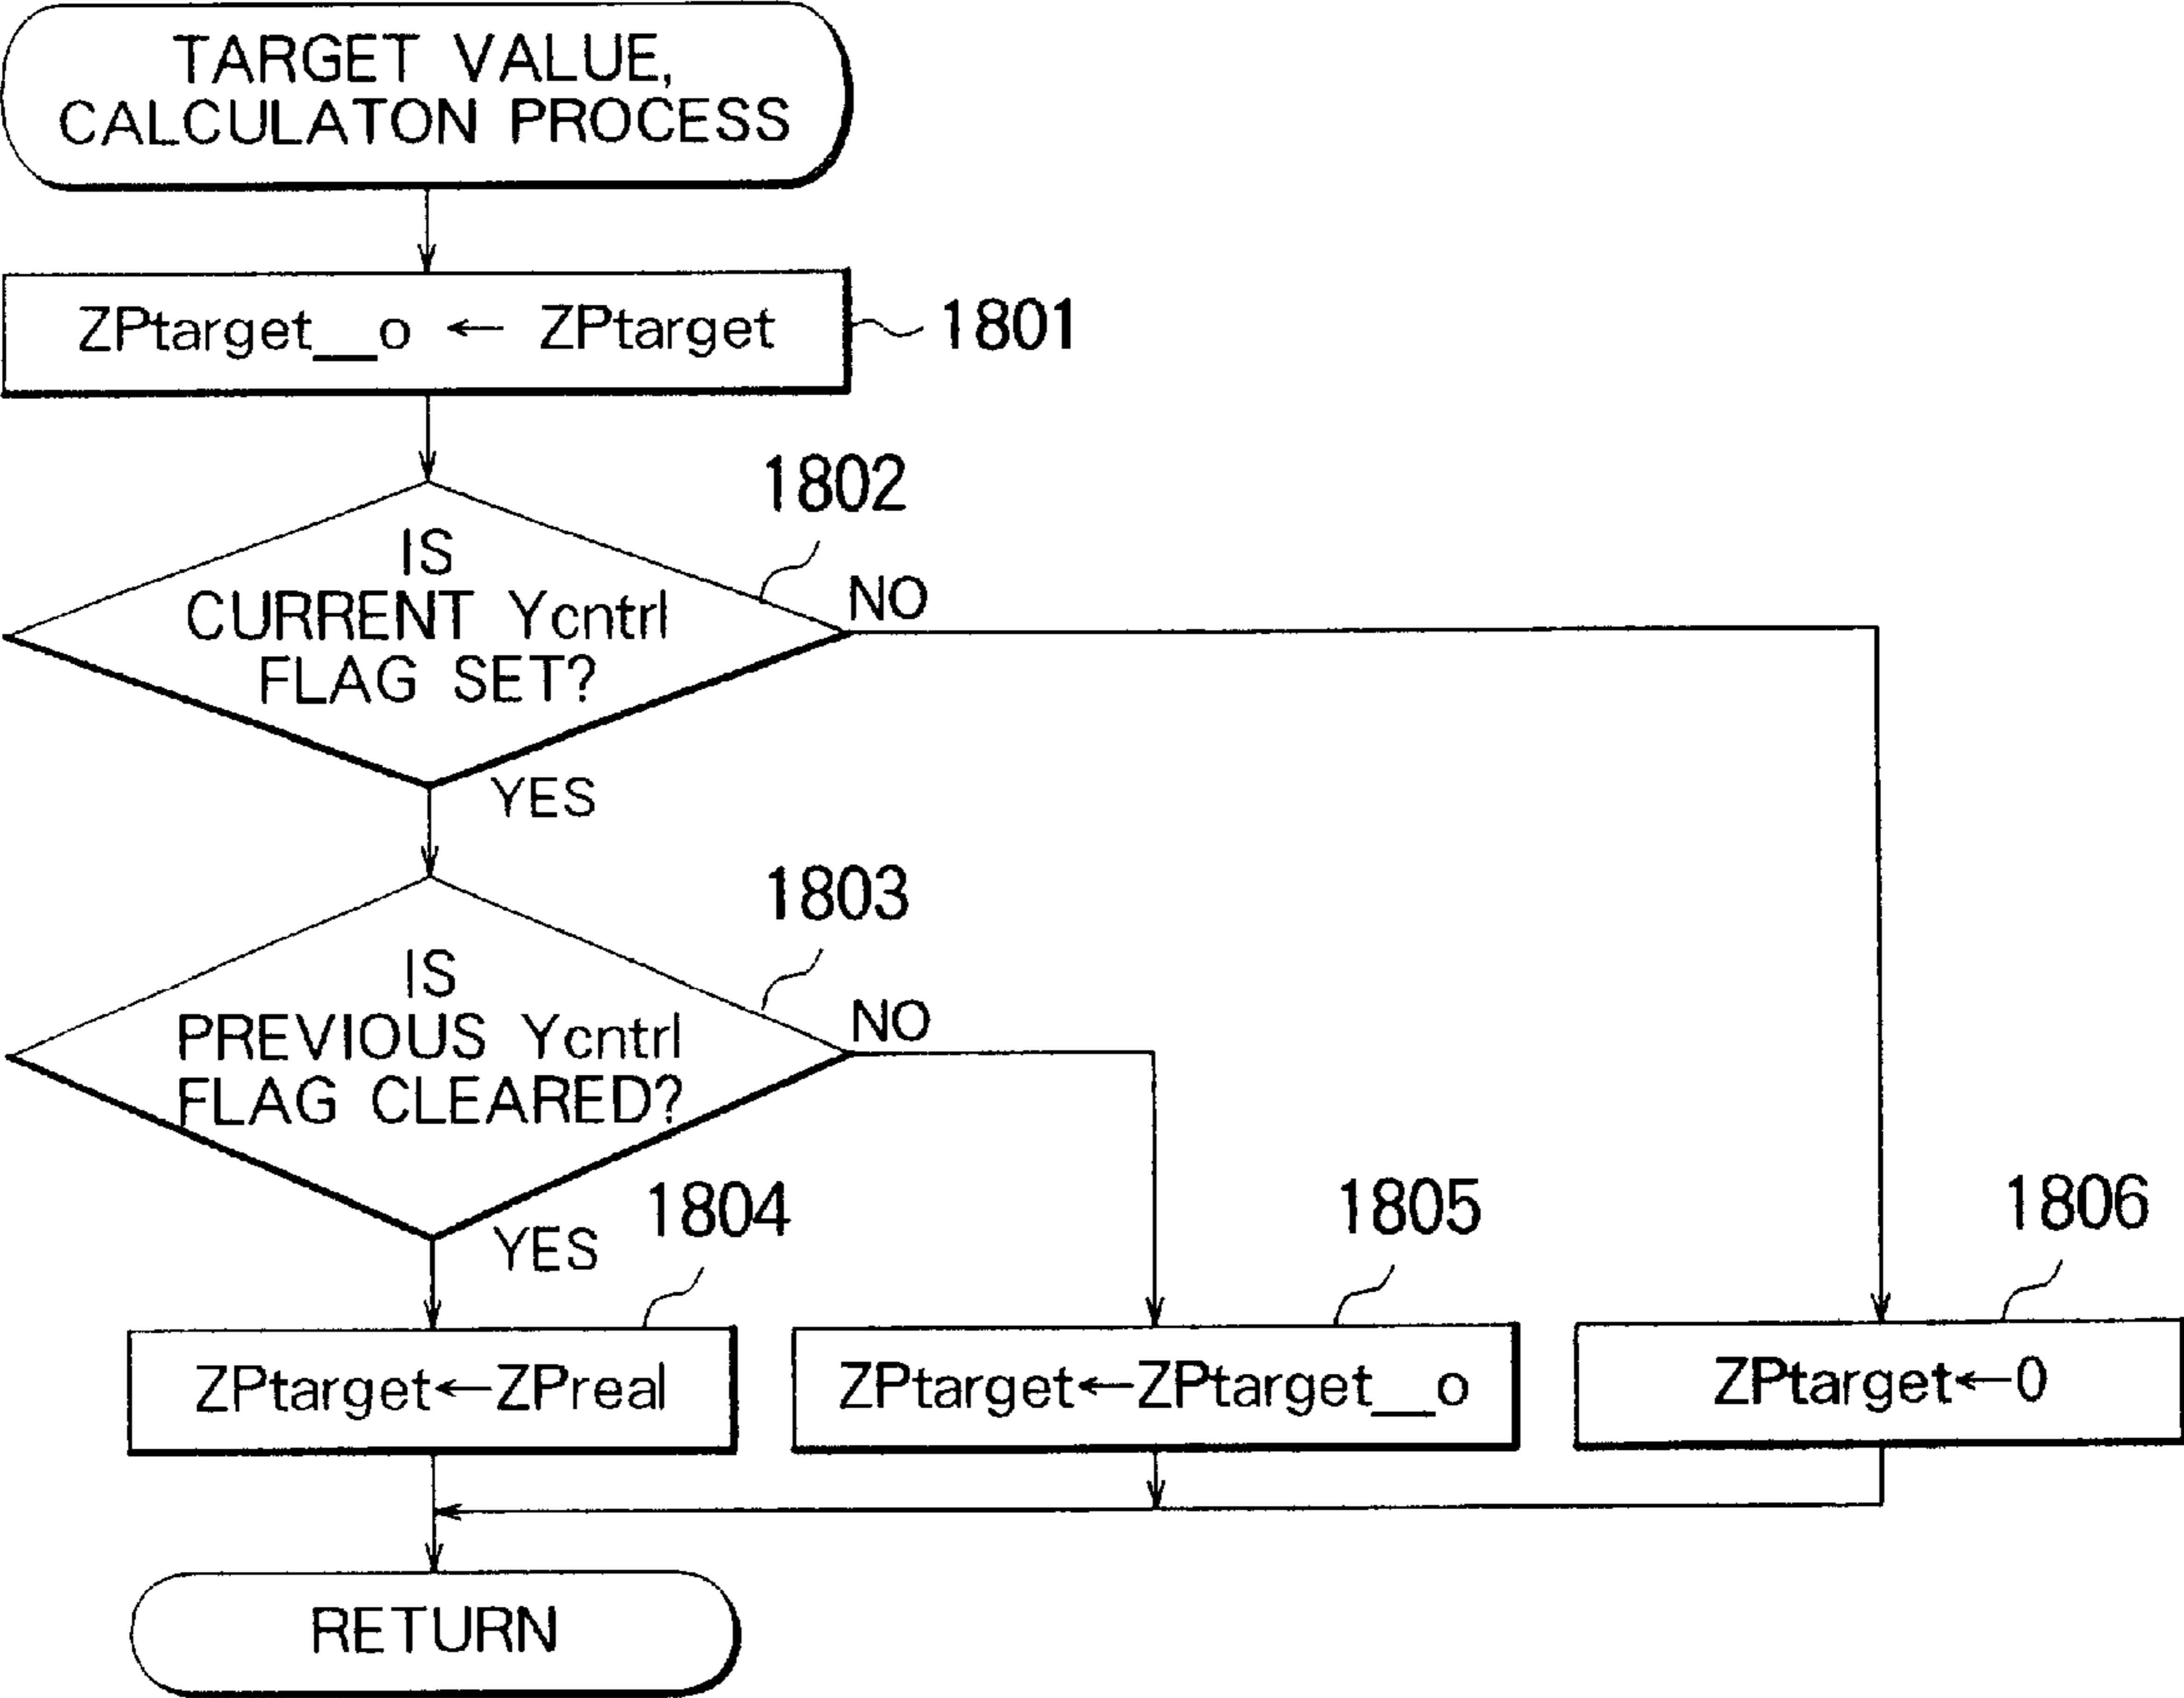 TARGET VALUE,
CALCULATON PROCESS
ZPtarget__o ← ZPtarget
1801
1802
IS
CURRENT Ycntrl
FLAG SET?
NO
YES
1803
IS
PREVIOUS Ycntrl
FLAG CLEARED?
NO
YES
1804
1805
1806
ZPtarget←ZPreal
ZPtarget←ZPtarget__o
ZPtarget←0
RETURN